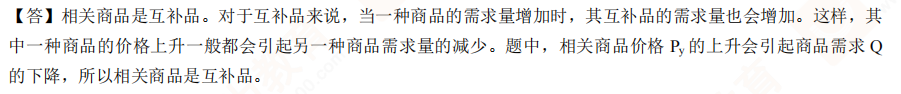 【答】相关商品是互补品。对于互补品来说，当一种商品的需求量增加时，其互补品的需求量也会增加。这样，其
中一种商品的价格上升一般都会引起另一种商品需求量的减少。题中，相关商品价格 Py 的上升会引起商品需求 Q
的下降，所以相关商品是互补品。